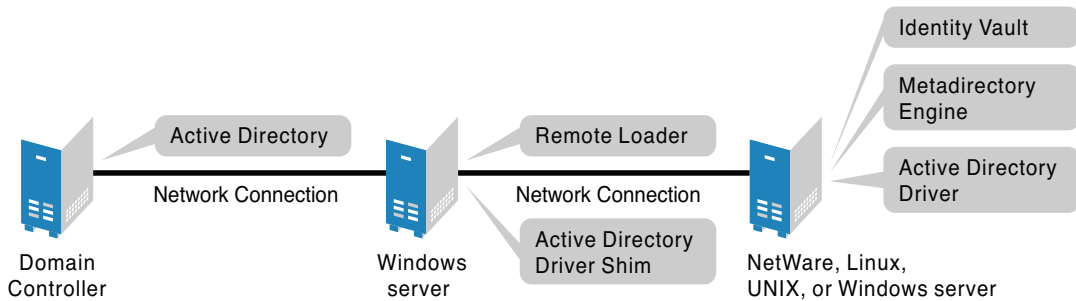 Identity Vault
Metadirectory
Engine
Active Directory
Remote Loader
Active Directory
Driver
Network Connection
Network Connection
Active Directory
Driver Shim
Domain
Controller
Windows
server
NetWare, Linux,
UNIX, or Windows server